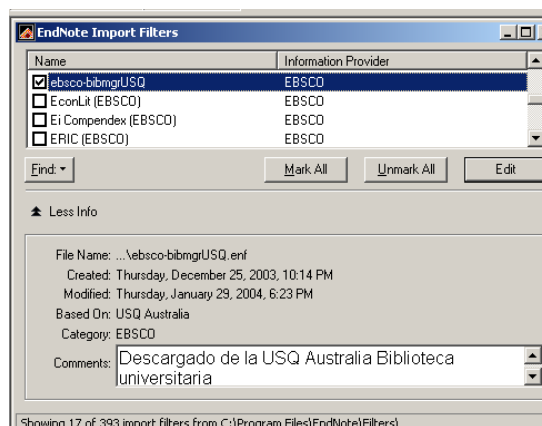 EndNote Import Filters
Name Information Provider
ebsco-bibmgrUSQ EBSCO
EconLit (EBSCO) EBSCO
Ei Compendex (EBSCO) EBSCO
ERIC (EBSCO) EBSCO
Find: Mark All Unmark All Edit
Less Info
File Name: ...\ebsco-bibmgrUSQ.enf
Created: Thursday, December 25, 2003, 10:14 PM
Modified: Thursday, January 29, 2004, 6:23 PM
Based On: USQ Australia
Category: EBSCO
Comments: Descargado de la USQ Australia Biblioteca
universitaria
Showing 17 of 393 import filters from C:\Program Files\EndNote\Filters\